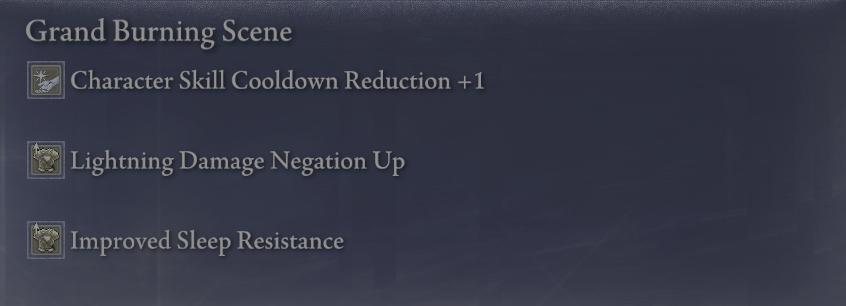 Grand Burning Scene
Character Skill Cooldown Reduction +1
Lightning Damage Negation Up
Improved Sleep Resistance